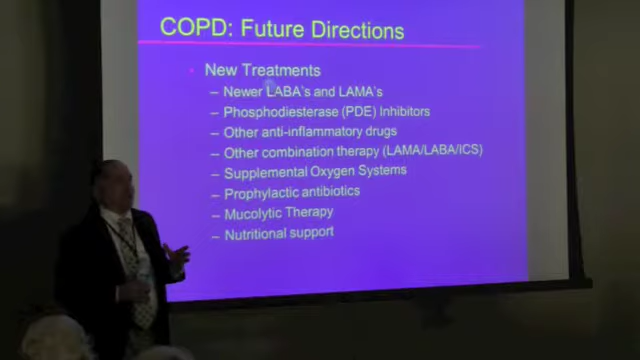 COPD: Future Directions
• New Treatments
– Newer LABA's and LAMA's
– Phosphodiesterase (PDE) Inhibitors
– Other anti-inflammatory drugs
– Other combination therapy (LAMA/LABA/ICS)
– Supplemental Oxygen Systems
– Prophylactic antibiotics
– Mucolytic Therapy
– Nutritional support